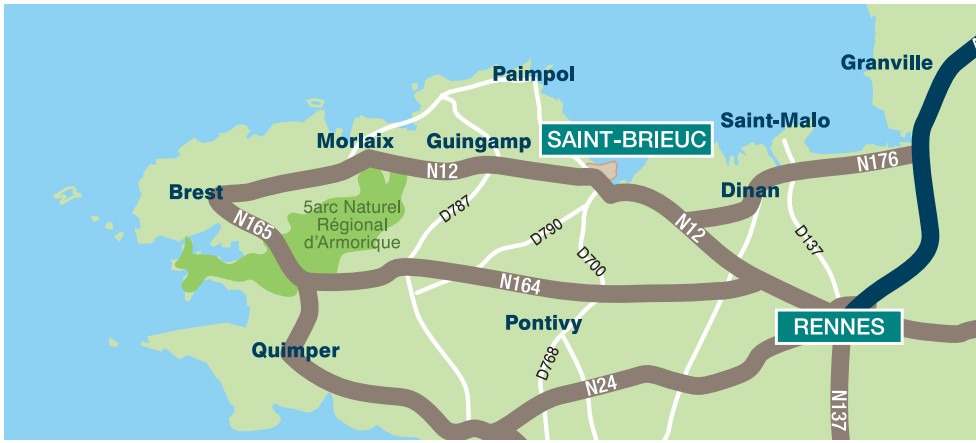 Granville
Paimpol
Saint-Malo
Morlaix
Guingamp
SAINT-BRIEUC
N12
N176
Brest
Dinan
5arc Naturel
Régional
d'Armorique
N165
D787
D790
N12
D137
D700
N164
Pontivy
RENNES
Quimper
D768
N24
N137